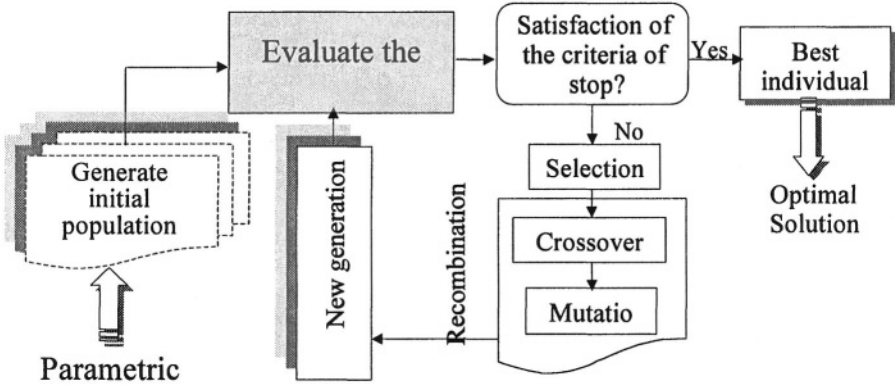 Evaluate the
Satisfaction of
the criteria of
stop?
Yes
Best
individual
No
Generate
initial
population
Selection
Optimal
Solution
Crossover
Mutatio
Recombination
New generation
Parametric